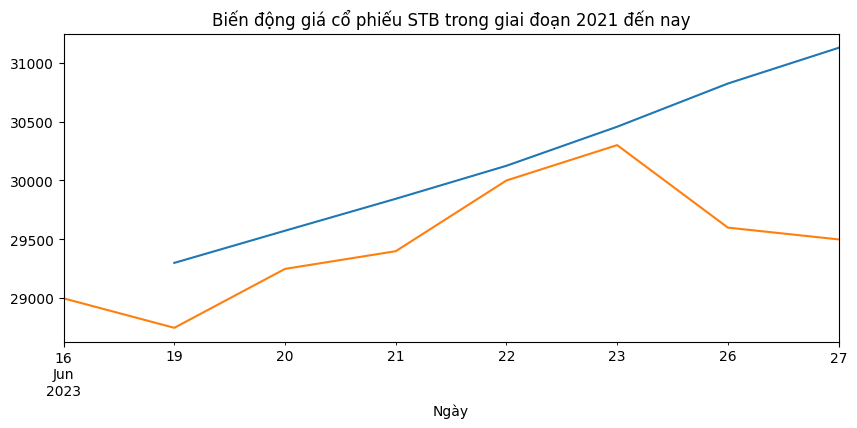 Biến động giá cổ phiếu STB trong giai đoạn 2021 đến nay
31000
30500
30000
29500
29000
16 19 20 21 22 23 26 27
Jun
2023
Ngày